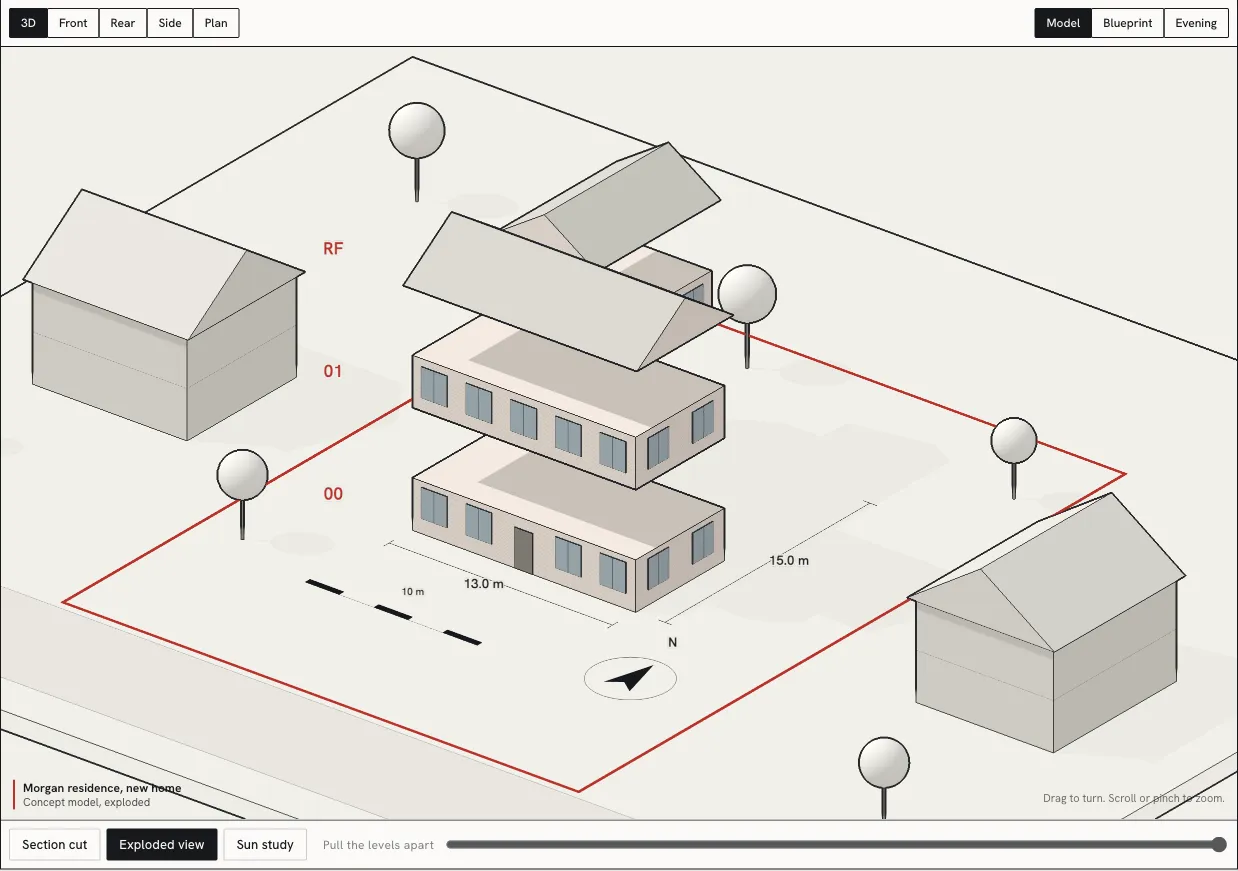 3D
Front
Rear
Side
Plan
Model
Blueprint
Evening
RF
01
00
15.0 m
13.0 m
10 m
N
Morgan residence, new home
Concept model, exploded
Drag to turn. Scroll or pinch to zoom.
Section cut
Exploded view
Sun study
Pull the levels apart